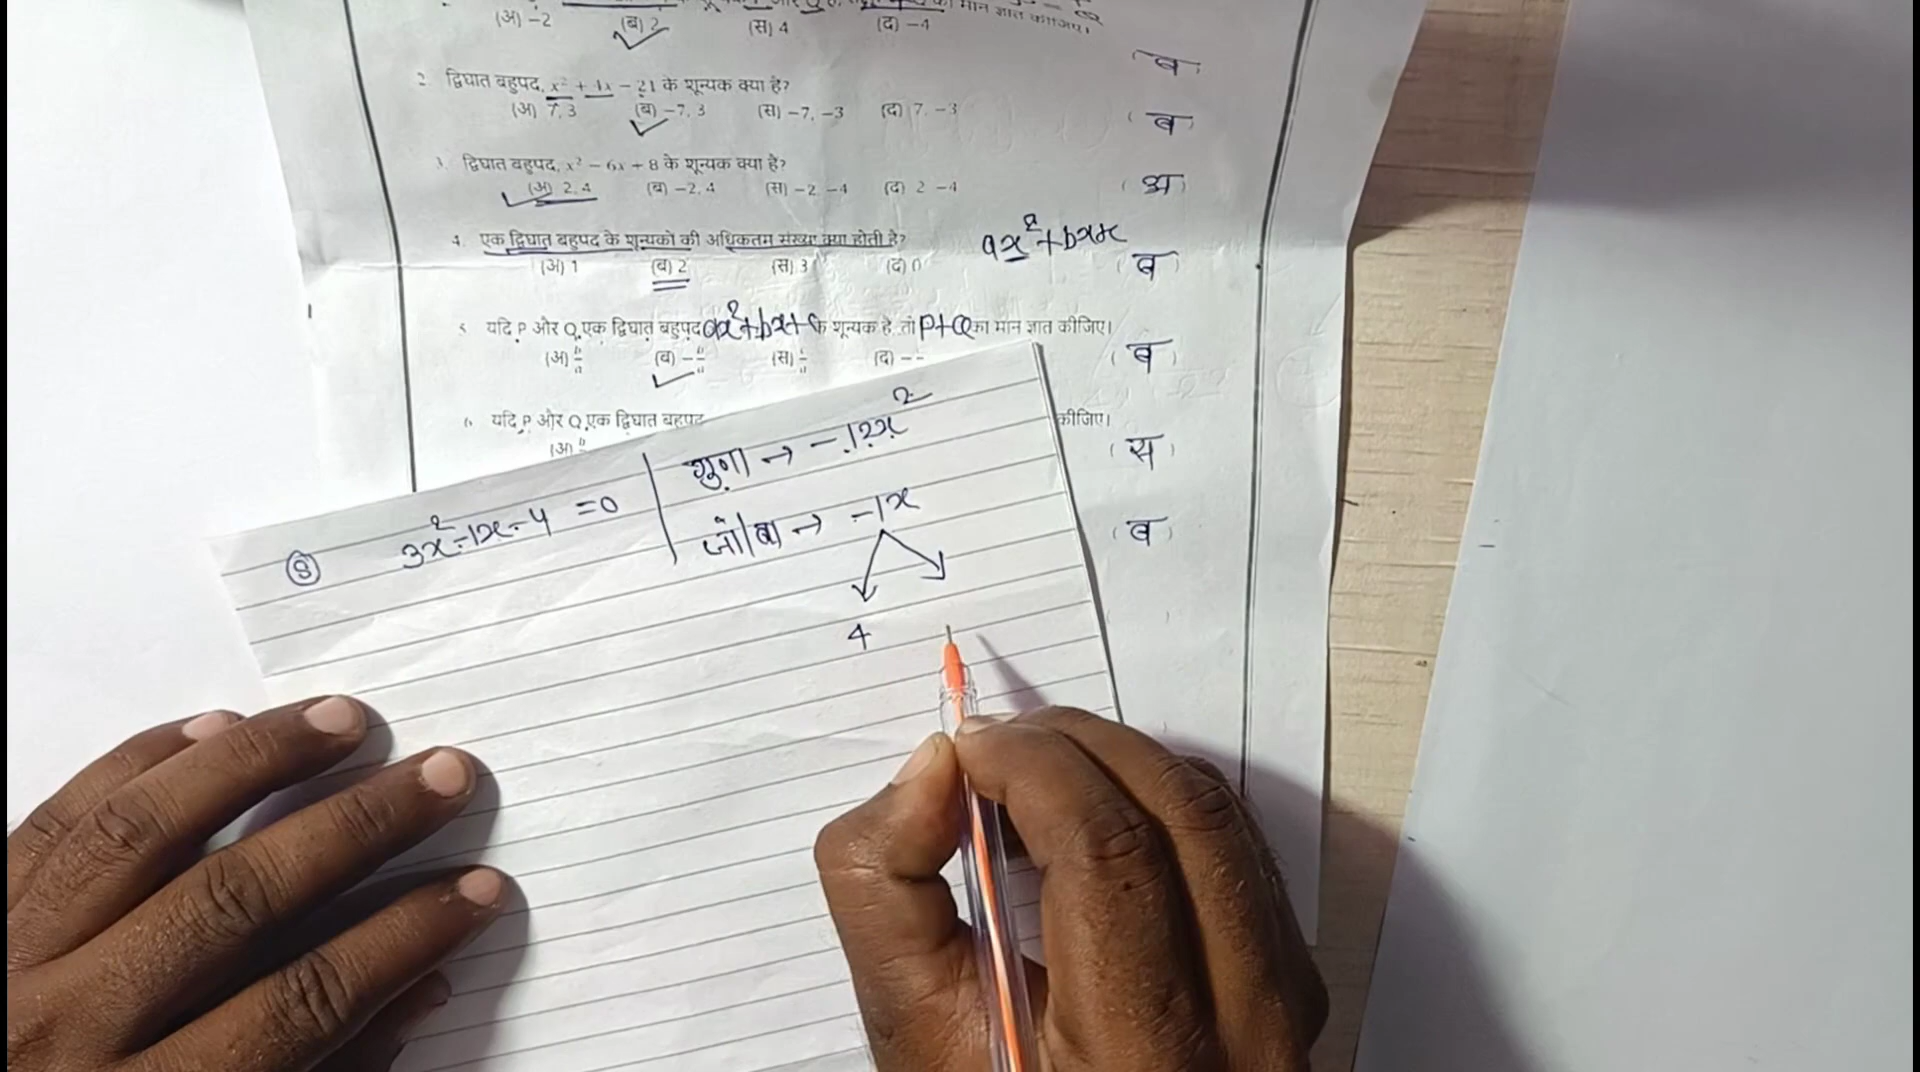 (अ) −2 (ब) 2 (स) 4 (द) −4 का मान ज्ञात कीजिए।
ब
2. द्विघात बहुपद, x² + 4x − 21 के शून्यक क्या है?
(अ) 7, 3 (ब) −7, 3 (स) −7, −3 (द) 7, −3 (ब)
3. द्विघात बहुपद, x² − 6x + 8 के शून्यक क्या है?
(अ) 2, 4 (ब) −2, 4 (स) −2 −4 (द) 2 −4 (अ)
4. एक द्विघात बहुपद के शून्यकों की अधिकतम संख्या क्या होती है? ax²+bx+c
(अ) 1 (ब) 2 (स) 3 (द) 0 (ब)
5. यदि P और Q एक द्विघात बहुपद ax²+bx+c के शून्यक है, तो P+Q का मान ज्ञात कीजिए।
(अ) b/a (ब) −b/a (स) c/a (द) − (ब)
6. यदि P और Q एक द्विघात बहुपद कीजिए।
(अ) b (स)
(ब)
गुणा → −12x²
⑧ 3x²−1x−4 =0
जो/बा → −1x
4